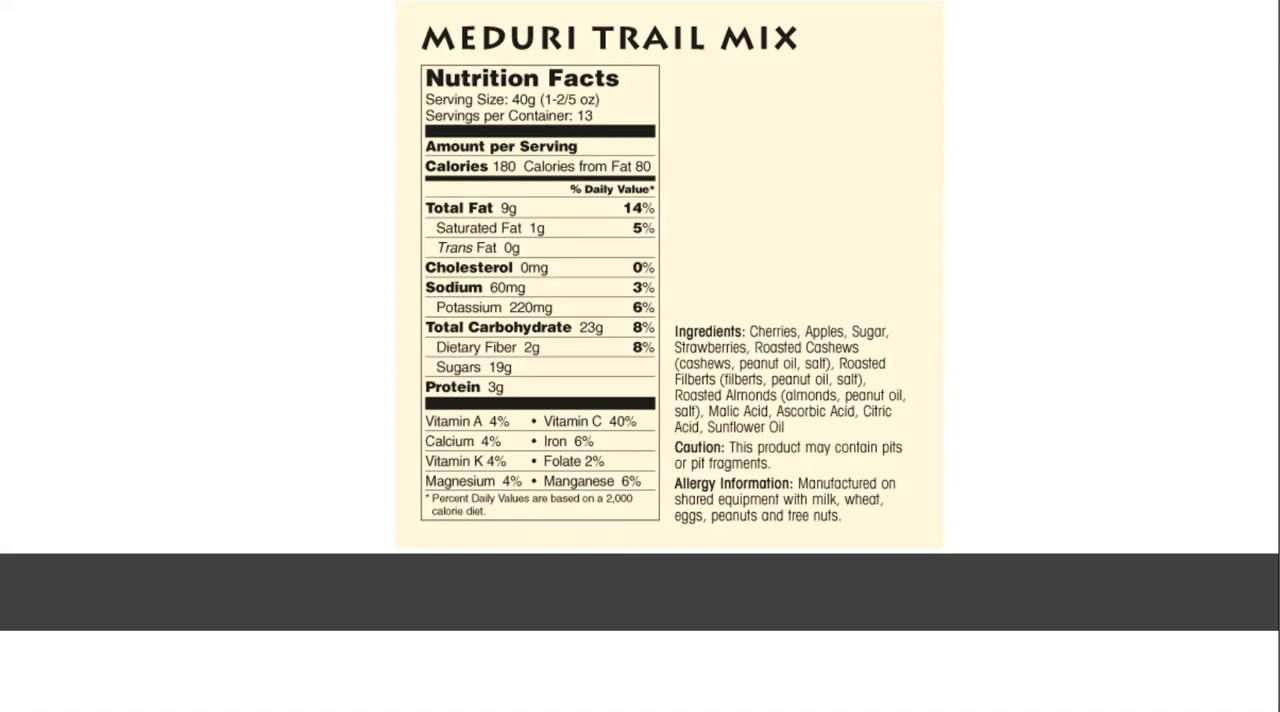 MEDURI TRAIL MIX
Nutrition Facts
Serving Size: 40g (1-2/5 oz)
Servings per Container: 13
Amount per Serving
Calories 180 Calories from Fat 80
% Daily Value*
Total Fat 9g 14%
Saturated Fat 1g 5%
Trans Fat 0g
Cholesterol 0mg 0%
Sodium 60mg 3%
Potassium 220mg 6%
Total Carbohydrate 23g 8%
Dietary Fiber 2g 8%
Sugars 19g
Protein 3g
Vitamin A 4% • Vitamin C 40%
Calcium 4% • Iron 6%
Vitamin K 4% • Folate 2%
Magnesium 4% • Manganese 6%
* Percent Daily Values are based on a 2,000
calorie diet.
Ingredients: Cherries, Apples, Sugar,
Strawberries, Roasted Cashews
(cashews, peanut oil, salt), Roasted
Filberts (filberts, peanut oil, salt),
Roasted Almonds (almonds, peanut oil,
salt), Malic Acid, Ascorbic Acid, Citric
Acid, Sunflower Oil
Caution: This product may contain pits
or pit fragments.
Allergy Information: Manufactured on
shared equipment with milk, wheat,
eggs, peanuts and tree nuts.